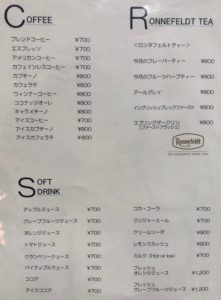 COFFEE
ブレンドコーヒー ¥700
エスプレッソ ¥700
アメリカンコーヒー ¥700
カフェインレスコーヒー ¥700
カプチーノ ¥800
カフェラテ ¥800
ウィンナーコーヒー ¥800
ココナッツオーレ ¥800
キャラメチーノ ¥800
アイスコーヒー ¥700
アイスカプチーノ ¥800
アイスカフェラテ ¥800
RONNEFELDT TEA
<ロンネフェルトティー>
今月のフレーバーティー ¥800
今月のフルーツハーブティー ¥800
アールグレイ ¥800
イングリッシュブレックファースト ¥800
スプリングダージリン ¥800
(ファーストフラッシュ)
Ronnefeldt
SOFT DRINK
アップルジュース ¥700
グレープフルーツジュース ¥700
オレンジジュース ¥700
トマトジュース ¥700
クランベリージュース ¥700
パイナップルジュース ¥700
ココア ¥700
アイスココア ¥700
コカ・コーラ ¥700
ジンジャーエール ¥700
クリームソーダ ¥900
レモンスカッシュ ¥900
ミルク (Hot or Ice) ¥700
フレッシュ
オレンジジュース ¥1,200
フレッシュ
グレープフルーツジュース ¥1,200